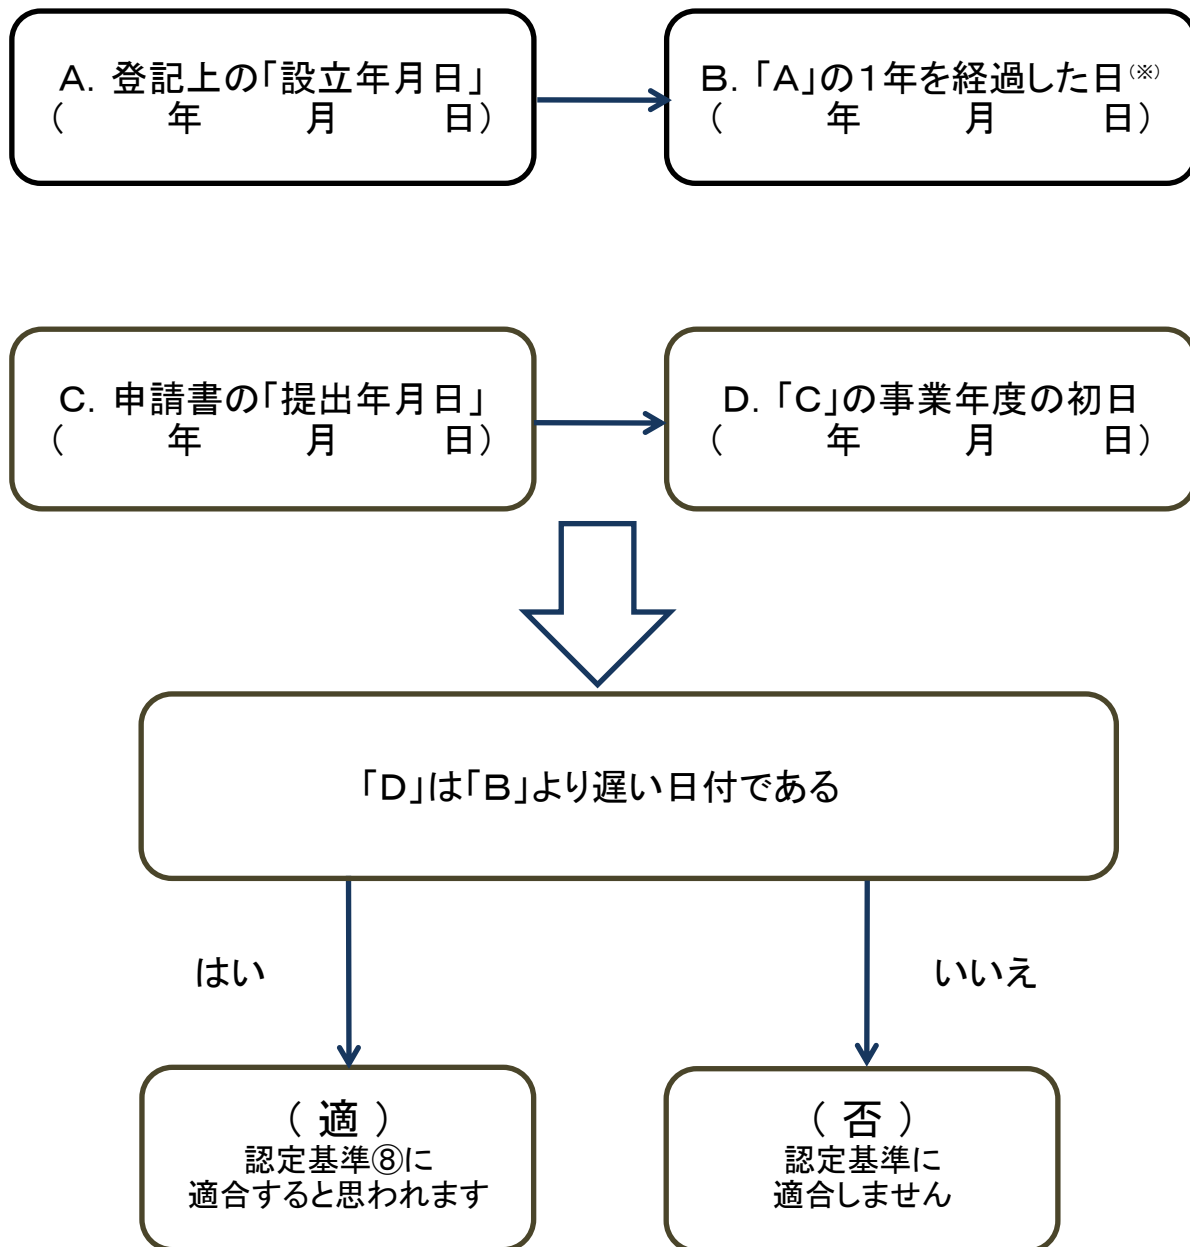 A. 登記上の「設立年月日」
（　　　年　　　月　　　日）
B. 「A」の１年を経過した日(※)
（　　　年　　　月　　　日）
C. 申請書の「提出年月日」
（　　　年　　　月　　　日）
D. 「C」の事業年度の初日
（　　　年　　　月　　　日）
「D」は「B」より遅い日付である
はい
いいえ
（ 適 ）
認定基準⑧に
適合すると思われます
（ 否 ）
認定基準に
適合しません